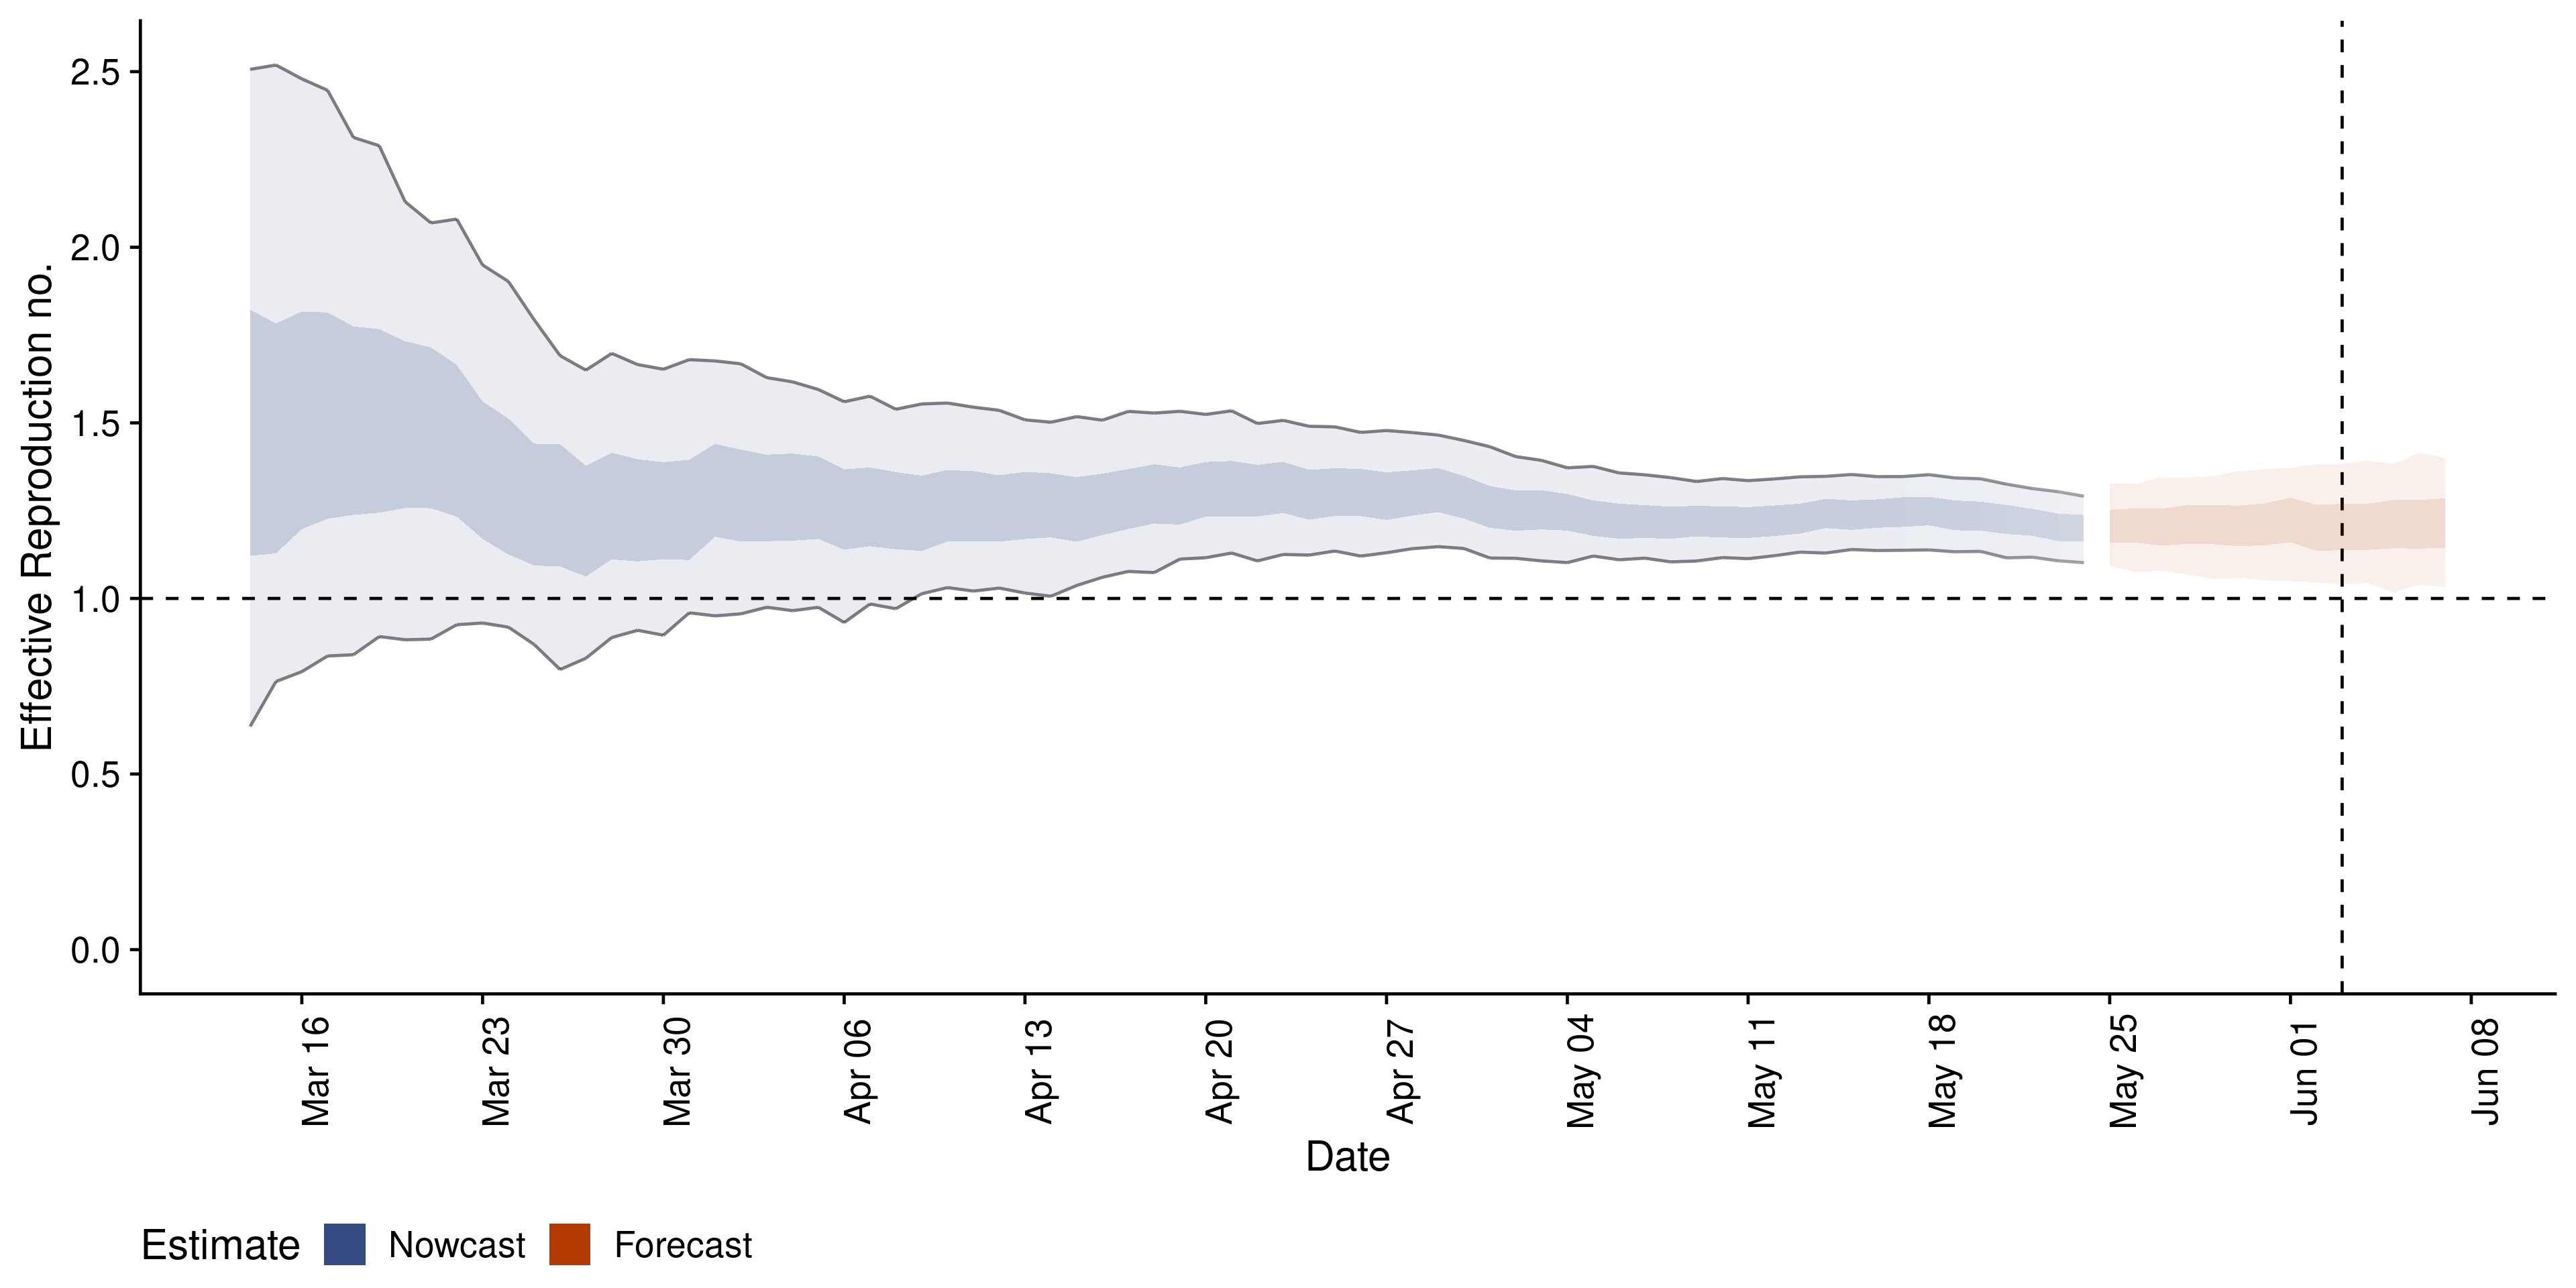 Effective Reproduction no.
2.5
2.0
1.5
1.0
0.5
0.0
Mar 16
Mar 23
Mar 30
Apr 06
Apr 13
Apr 20
Apr 27
May 04
May 11
May 18
May 25
Jun 01
Jun 08
Date
Estimate Nowcast Forecast